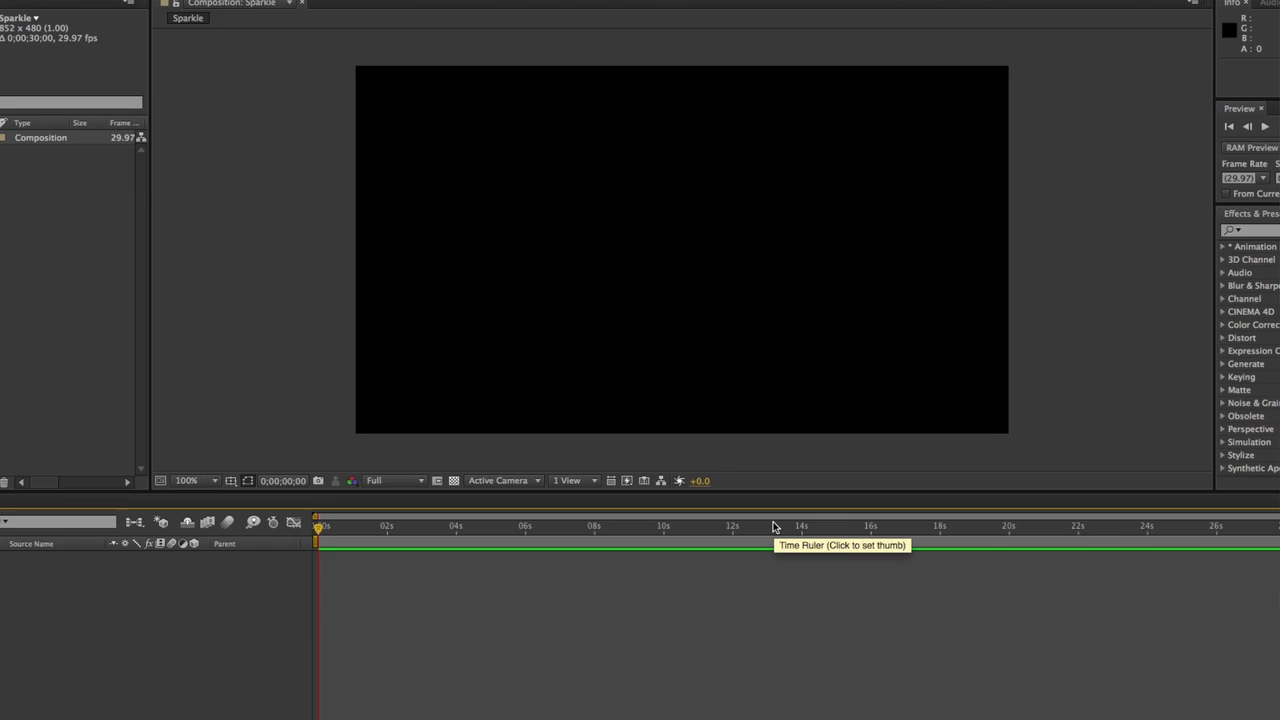 Composition: Sparkle
Info
Sparkle
Sparkle
852 x 480 (1.00)
Δ 0;00;30;00, 29.97 fps
R :
G :
B :
A : 0
Type Size Frame ...
Composition 29.97
Preview
RAM Preview
Frame Rate
(29.97)
From Curre
Effects & Pres
* Animation
3D Channel
Audio
Blur & Sharpe
Channel
CINEMA 4D
Color Correc
Distort
Expression C
Generate
Keying
Matte
Noise & Grai
Obsolete
Perspective
Simulation
Stylize
Synthetic Ap
100% 0;00;00;00 Full Active Camera 1 View +0.0
00s 02s 04s 06s 08s 10s 12s 14s 16s 18s 20s 22s 24s 26s
Source Name fx Parent
Time Ruler (Click to set thumb)